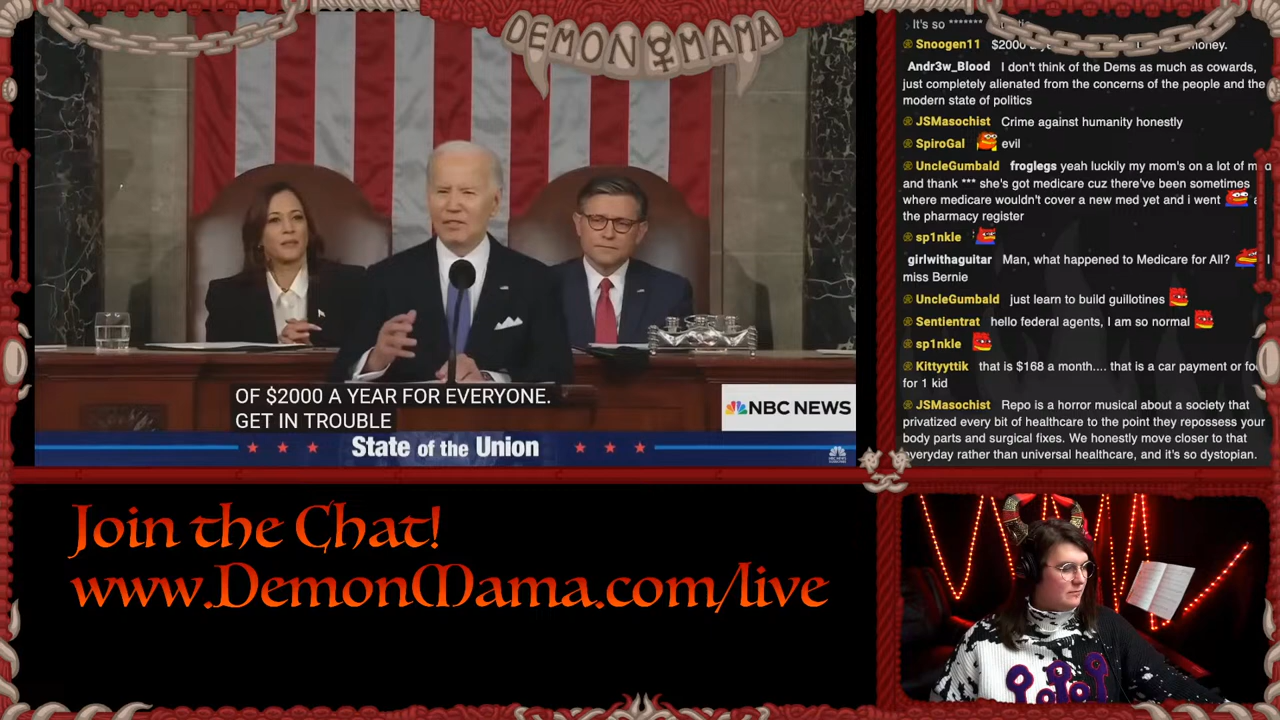 DEMON MAMA
OF $2000 A YEAR FOR EVERYONE.
GET IN TROUBLE
NBC NEWS
State of the Union
Join the Chat!
www.DemonMama.com/live
It's so *******
Snoogen11 $2000 a money.
Andr3w_Blood I don't think of the Dems as much as cowards,
just completely alienated from the concerns of the people and the
modern state of politics
JSMasochist Crime against humanity honestly
SpiroGal evil
UncleGumbald froglegs yeah luckily my mom's on a lot of
and thank *** she's got medicare cuz there've been sometimes
where medicare wouldn't cover a new med yet and i went
the pharmacy register
sp1nkle
girlwithaguitar Man, what happened to Medicare for All? I
miss Bernie
UncleGumbald just learn to build guillotines
Sentientrat hello federal agents, I am so normal
sp1nkle
Kittyyttik that is $168 a month.... that is a car payment or
for 1 kid
JSMasochist Repo is a horror musical about a society that
privatized every bit of healthcare to the point they repossess your
body parts and surgical fixes. We honestly move closer to that
everyday rather than universal healthcare, and it's so dystopian.